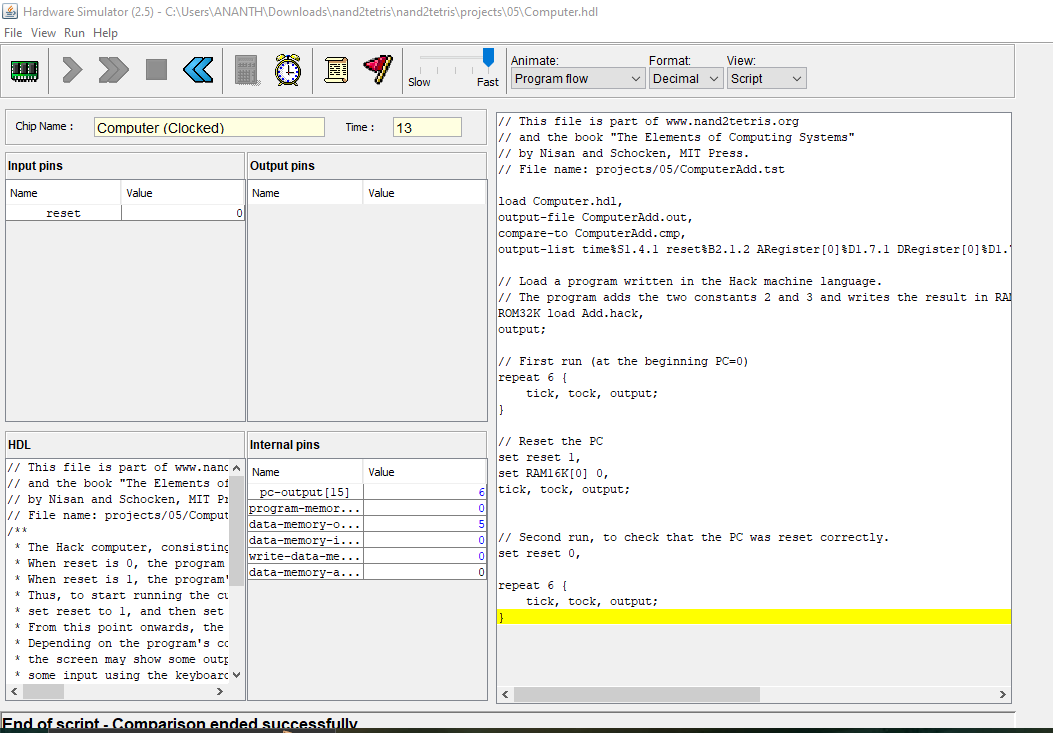 Hardware Simulator (2.5) - C:\Users\ANANTH\Downloads\nand2tetris\nand2tetris\projects\05\Computer.hdl
File View Run Help
Slow
Fast
Animate:
Program flow
Format:
Decimal
View:
Script
Chip Name :
Computer (Clocked)
Time :
13
Input pins
Name Value
reset 0
Output pins
Name Value
HDL
// This file is part of www.nand
// and the book "The Elements of
// by Nisan and Schocken, MIT Pr
// File name: projects/05/Comput
/**
* The Hack computer, consisting
* When reset is 0, the program
* When reset is 1, the program'
* Thus, to start running the cu
* set reset to 1, and then set
* From this point onwards, the
* Depending on the program's co
* the screen may show some outp
* some input using the keyboard
Internal pins
Name Value
pc-output[15] 6
program-memor... 0
data-memory-o... 5
data-memory-i... 0
write-data-me... 0
data-memory-a... 0
// This file is part of www.nand2tetris.org
// and the book "The Elements of Computing Systems"
// by Nisan and Schocken, MIT Press.
// File name: projects/05/ComputerAdd.tst
load Computer.hdl,
output-file ComputerAdd.out,
compare-to ComputerAdd.cmp,
output-list time%S1.4.1 reset%B2.1.2 ARegister[0]%D1.7.1 DRegister[0]%D1.
// Load a program written in the Hack machine language.
// The program adds the two constants 2 and 3 and writes the result in RAM
ROM32K load Add.hack,
output;
// First run (at the beginning PC=0)
repeat 6 {
tick, tock, output;
}
// Reset the PC
set reset 1,
set RAM16K[0] 0,
tick, tock, output;
// Second run, to check that the PC was reset correctly.
set reset 0,
repeat 6 {
tick, tock, output;
}
End of script - Comparison ended successfully